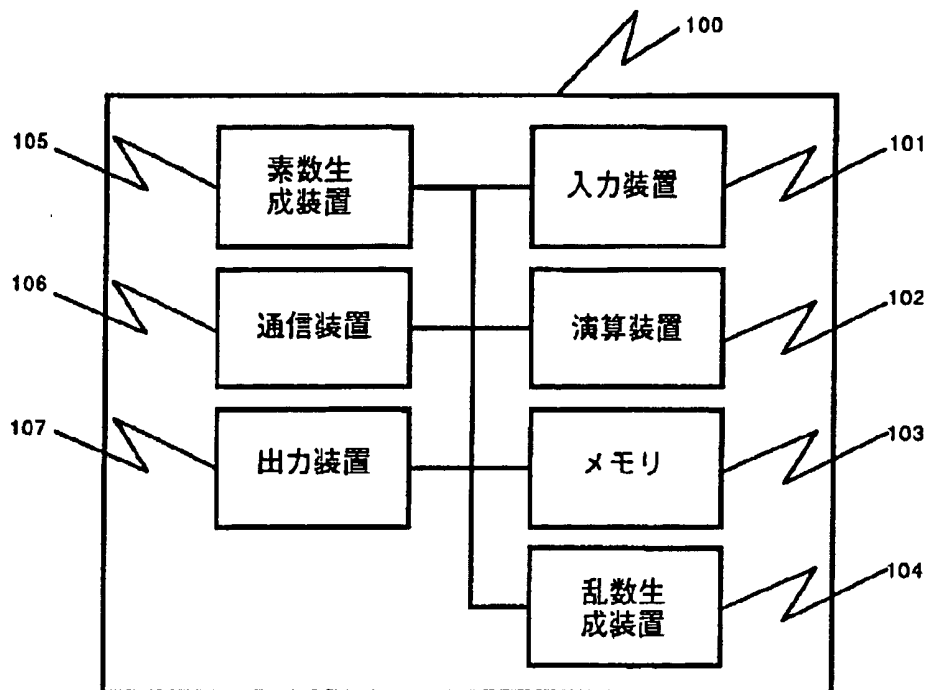 100
105
素数生
成装置
入力装置
101
106
通信装置
演算装置
102
107
出力装置
メモリ
103
乱数生
成装置
104